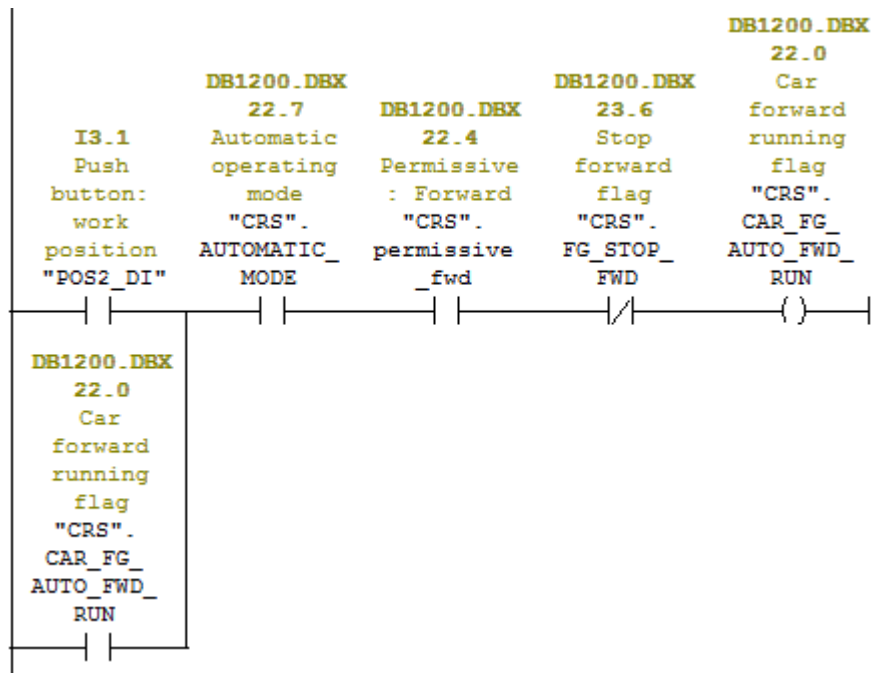 I3.1
Push
button:
work
position
"POS2_DI"
DB1200.DBX
22.7
Automatic
operating
mode
"CRS".
AUTOMATIC_
MODE
DB1200.DBX
22.4
Permissive
: Forward
"CRS".
permissive
_fwd
DB1200.DBX
23.6
Stop
forward
flag
"CRS".
FG_STOP_
FWD
DB1200.DBX
22.0
Car
forward
running
flag
"CRS".
CAR_FG_
AUTO_FWD_
RUN
DB1200.DBX
22.0
Car
forward
running
flag
"CRS".
CAR_FG_
AUTO_FWD_
RUN